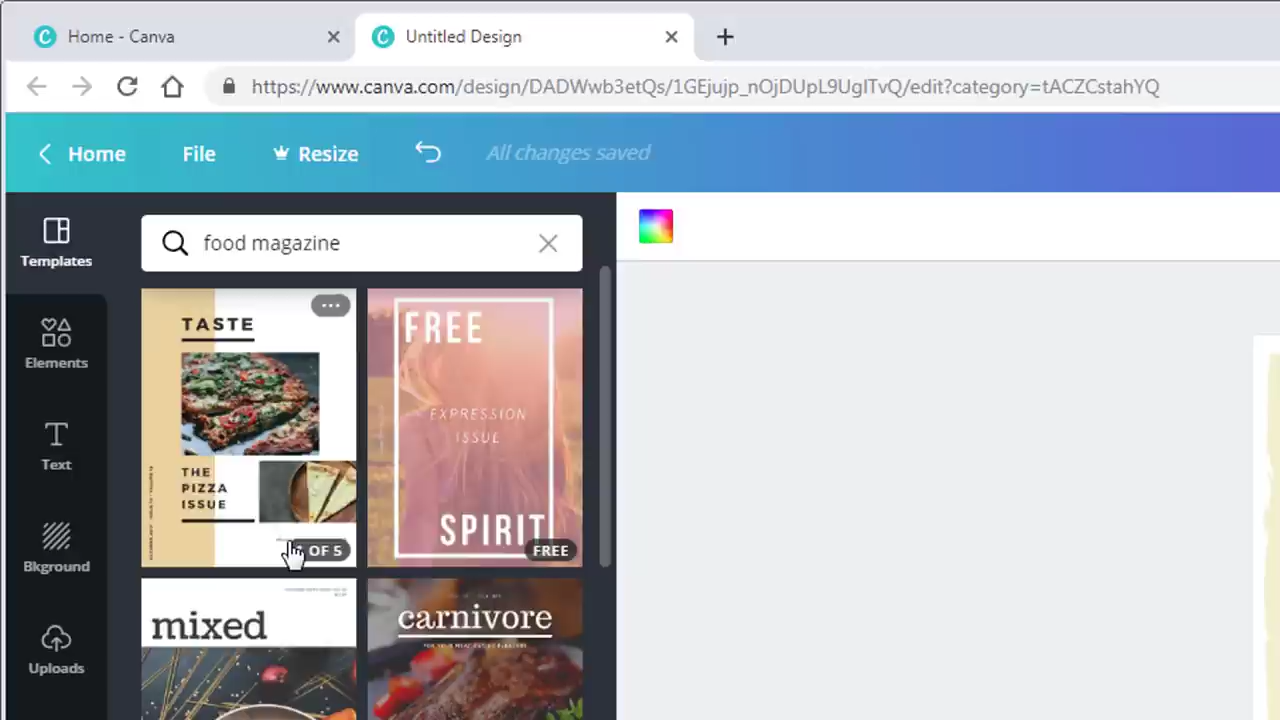 Home - Canva
Untitled Design
https://www.canva.com/design/DADWwb3etQs/1GEjujp_nOjDUpL9UgITvQ/edit?category=tACZCstahYQ
Home
File
Resize
All changes saved
Templates
Elements
Text
Bkground
Uploads
food magazine
TASTE
THE
PIZZA
ISSUE
OF 5
FREE
EXPRESSION
ISSUE
SPIRIT
FREE
mixed
carnivore